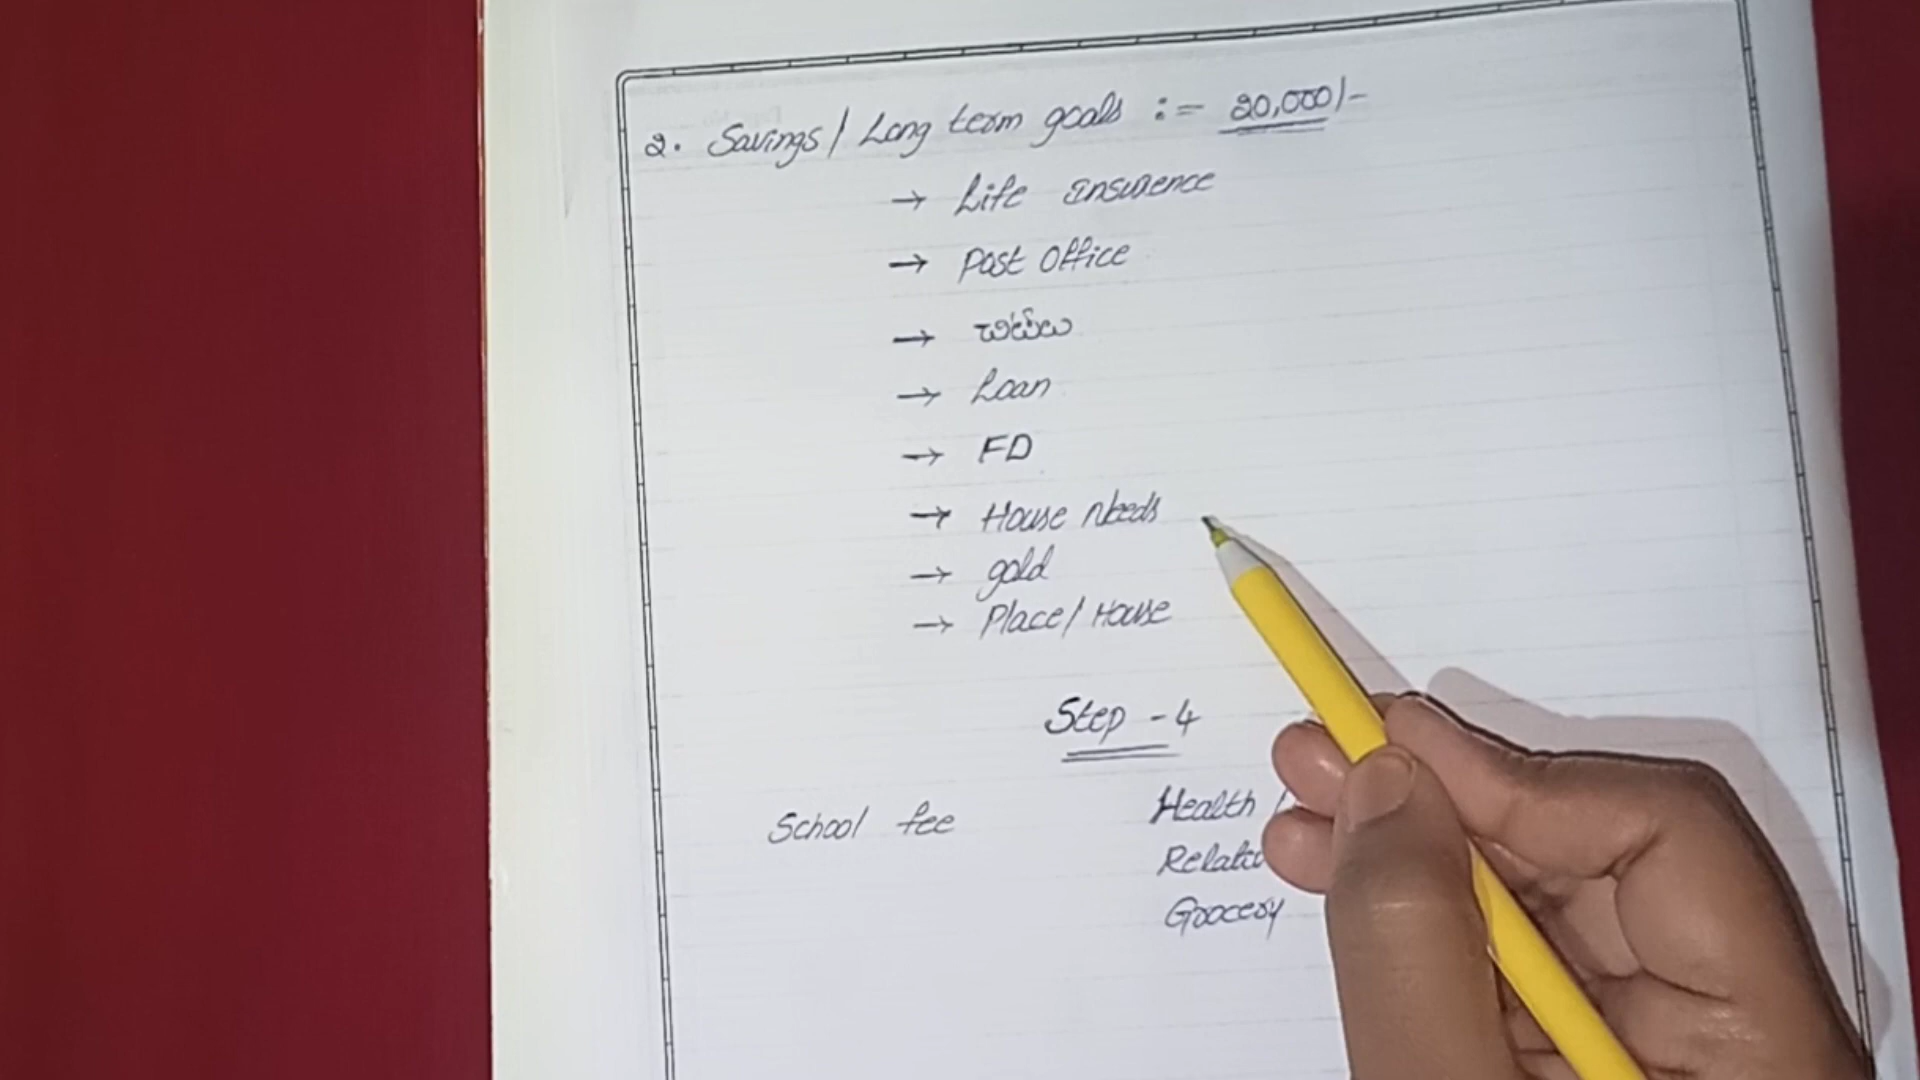 2. Savings / Long term goals :- 20,000/-
→ Life Insurence
→ Post Office
→ చిటీలు
→ Loan
→ FD
→ House Needs
→ gold
→ Place / House
Step - 4
School fee
Health /
Grocery